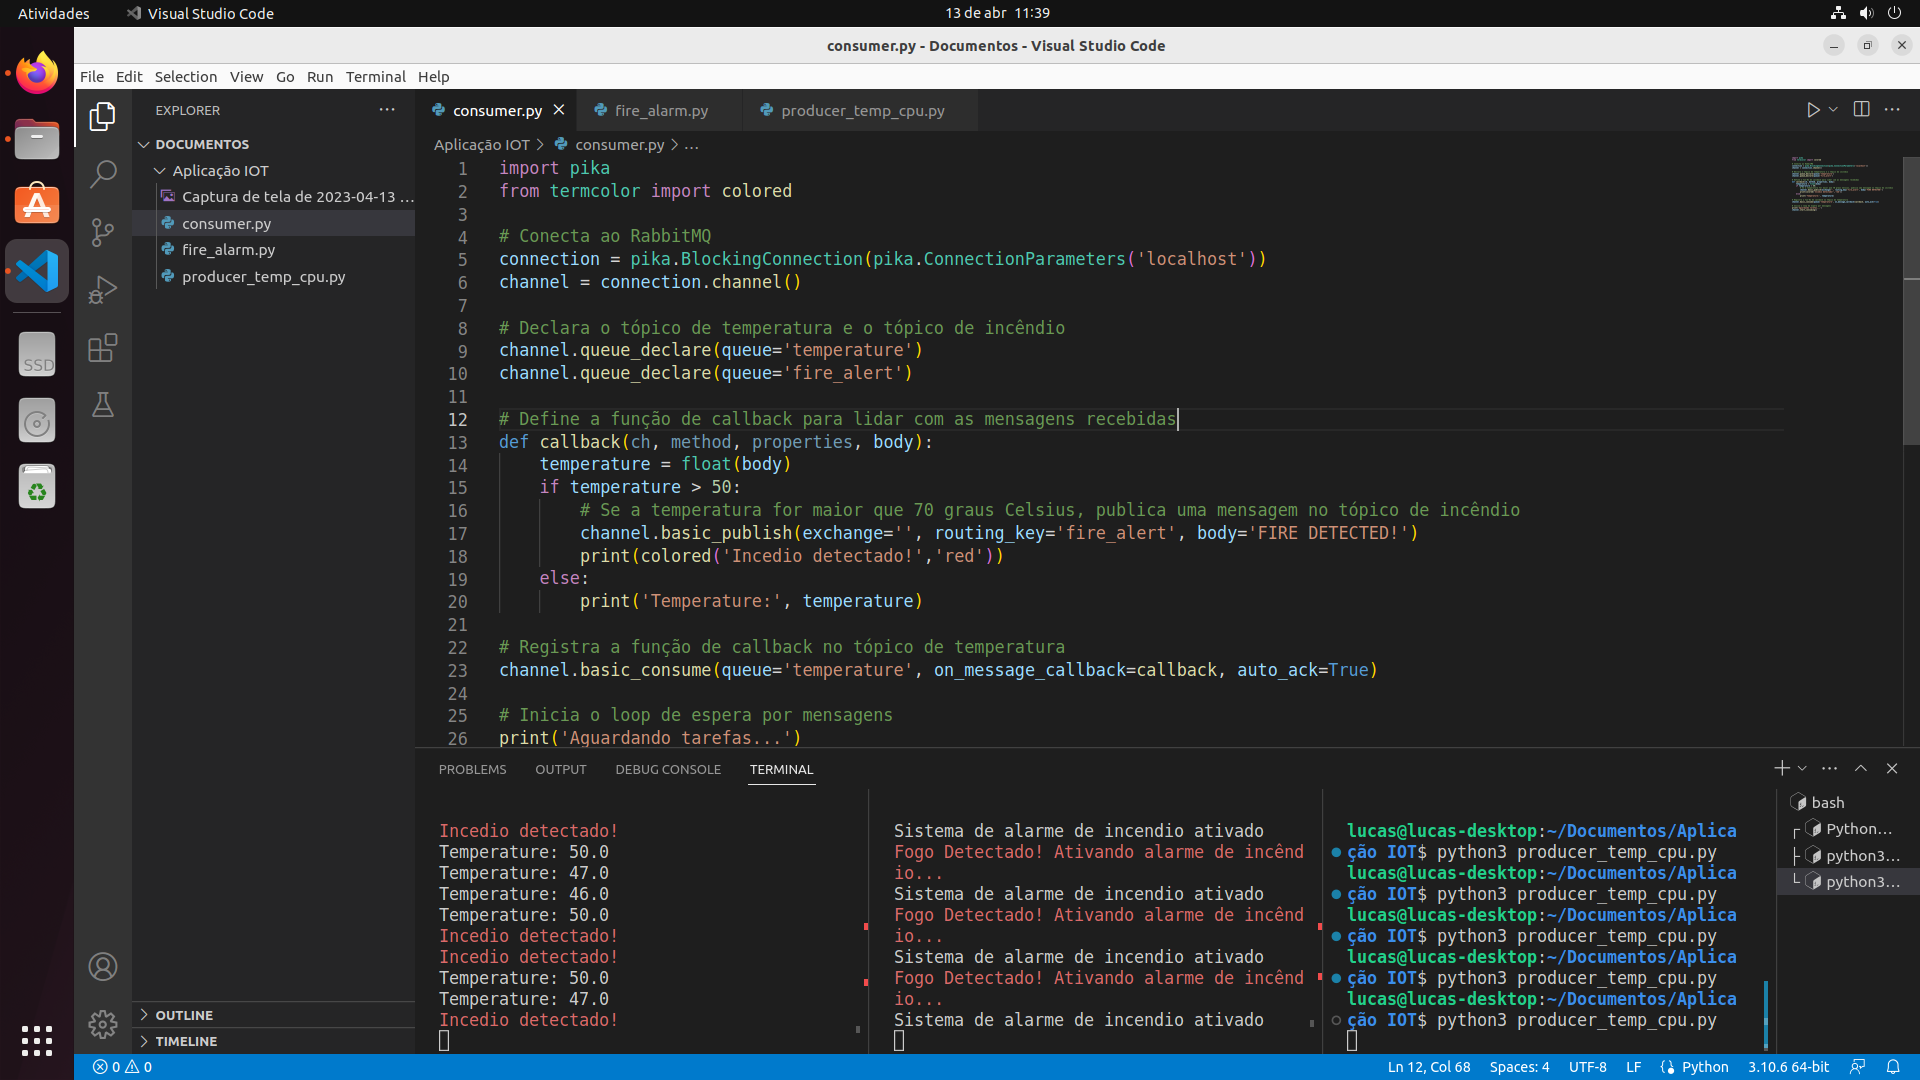 Atividades
Visual Studio Code
13 de abr 11:39
consumer.py - Documentos - Visual Studio Code
File Edit Selection View Go Run Terminal Help
EXPLORER
DOCUMENTOS
Aplicação IOT
Captura de tela de 2023-04-13 ...
consumer.py
fire_alarm.py
producer_temp_cpu.py
OUTLINE
TIMELINE
SSD
consumer.py
fire_alarm.py
producer_temp_cpu.py
Aplicação IOT > consumer.py > ...
1 import pika
2 from termcolor import colored
3
4 # Conecta ao RabbitMQ
5 connection = pika.BlockingConnection(pika.ConnectionParameters('localhost'))
6 channel = connection.channel()
7
8 # Declara o tópico de temperatura e o tópico de incêndio
9 channel.queue_declare(queue='temperature')
10 channel.queue_declare(queue='fire_alert')
11
12 # Define a função de callback para lidar com as mensagens recebidas
13 def callback(ch, method, properties, body):
14 temperature = float(body)
15 if temperature > 50:
16 # Se a temperatura for maior que 70 graus Celsius, publica uma mensagem no tópico de incêndio
17 channel.basic_publish(exchange='', routing_key='fire_alert', body='FIRE DETECTED!')
18 print(colored('Incedio detectado!','red'))
19 else:
20 print('Temperature:', temperature)
21
22 # Registra a função de callback no tópico de temperatura
23 channel.basic_consume(queue='temperature', on_message_callback=callback, auto_ack=True)
24
25 # Inicia o loop de espera por mensagens
26 print('Aguardando tarefas...')
PROBLEMS OUTPUT DEBUG CONSOLE TERMINAL
Incedio detectado!
Temperature: 50.0
Temperature: 47.0
Temperature: 46.0
Temperature: 50.0
Incedio detectado!
Incedio detectado!
Temperature: 50.0
Temperature: 47.0
Incedio detectado!
Sistema de alarme de incendio ativado
Fogo Detectado! Ativando alarme de incênd
io...
Sistema de alarme de incendio ativado
Fogo Detectado! Ativando alarme de incênd
io...
Sistema de alarme de incendio ativado
Fogo Detectado! Ativando alarme de incênd
io...
Sistema de alarme de incendio ativado
lucas@lucas-desktop:~/Documentos/Aplica
ção IOT$ python3 producer_temp_cpu.py
lucas@lucas-desktop:~/Documentos/Aplica
ção IOT$ python3 producer_temp_cpu.py
lucas@lucas-desktop:~/Documentos/Aplica
ção IOT$ python3 producer_temp_cpu.py
lucas@lucas-desktop:~/Documentos/Aplica
ção IOT$ python3 producer_temp_cpu.py
lucas@lucas-desktop:~/Documentos/Aplica
ção IOT$ python3 producer_temp_cpu.py
bash
Python...
python3...
python3...
0 0
Ln 12, Col 68 Spaces: 4 UTF-8 LF Python 3.10.6 64-bit